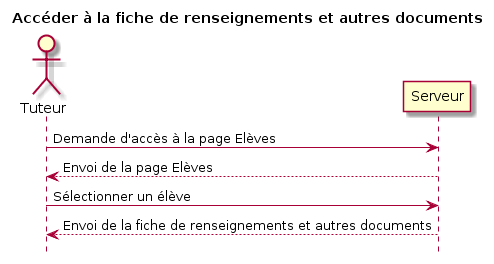 Accéder à la fiche de renseignements et autres documents
Tuteur
Serveur
Demande d'accès à la page Elèves
Envoi de la page Elèves
Sélectionner un élève
Envoi de la fiche de renseignements et autres documents